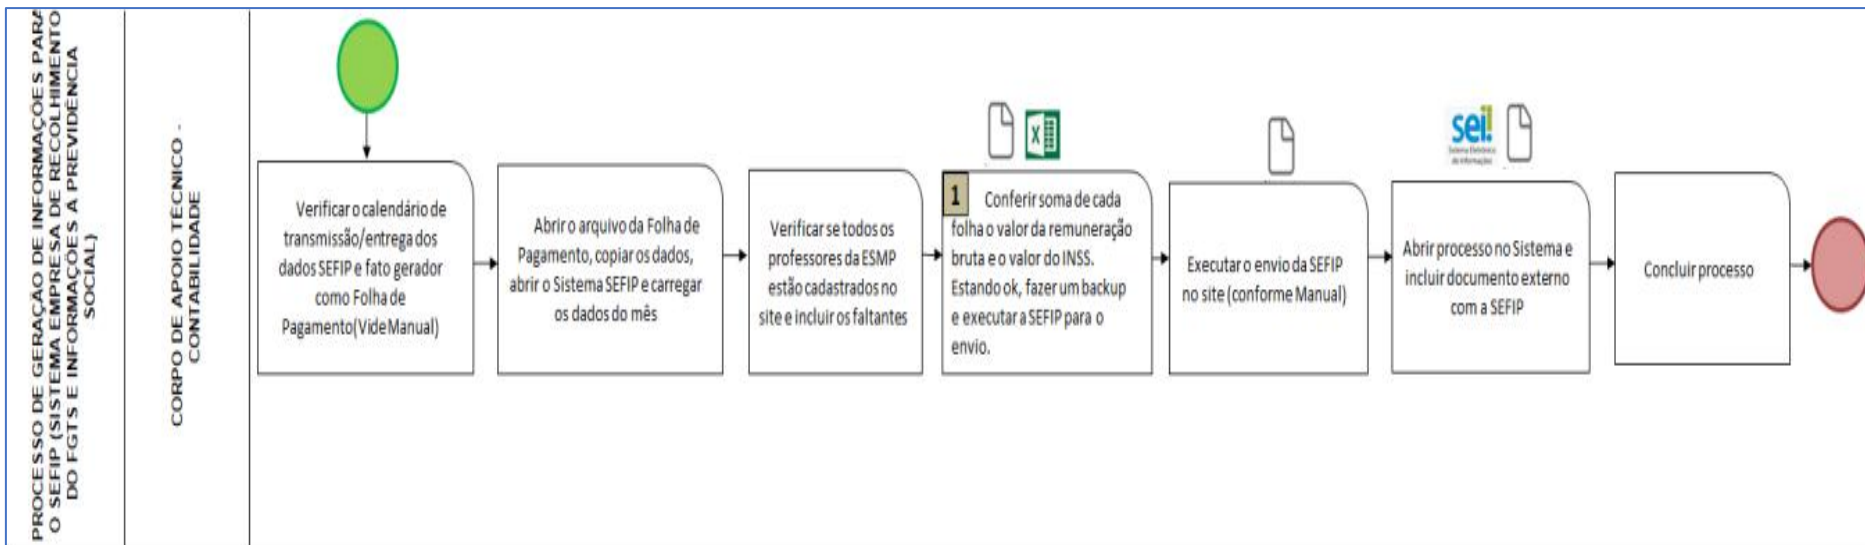 PROCESSO DE GERAÇÃO DE INFORMAÇÕES PARA
O SEFIP (SISTEMA EMPRESA DE RECOLHIMENTO
DO FGTS E INFORMAÇÕES A PREVIDÊNCIA
SOCIAL)
CORPO DE APOIO TÉCNICO -
CONTABILIDADE
Verificar o calendário de
transmissão/entrega dos
dados SEFIP e fato gerador
como Folha de
Pagamento(Vide Manual)
Abrir o arquivo da Folha de
Pagamento, copiar os dados,
abrir o Sistema SEFIP e carregar
os dados do mês
Verificar se todos os
professores da ESMP
estão cadastrados no
site e incluir os faltantes
1
Conferir soma de cada
folha o valor da remuneração
bruta e o valor do INSS.
Estando ok, fazer um backup
e executar a SEFIP para o
envio.
Executar o envio da SEFIP
no site (conforme Manual)
sei!
Sistema Eletrônico
de Informações
Abrir processo no Sistema e
incluir documento externo
com a SEFIP
Concluir processo